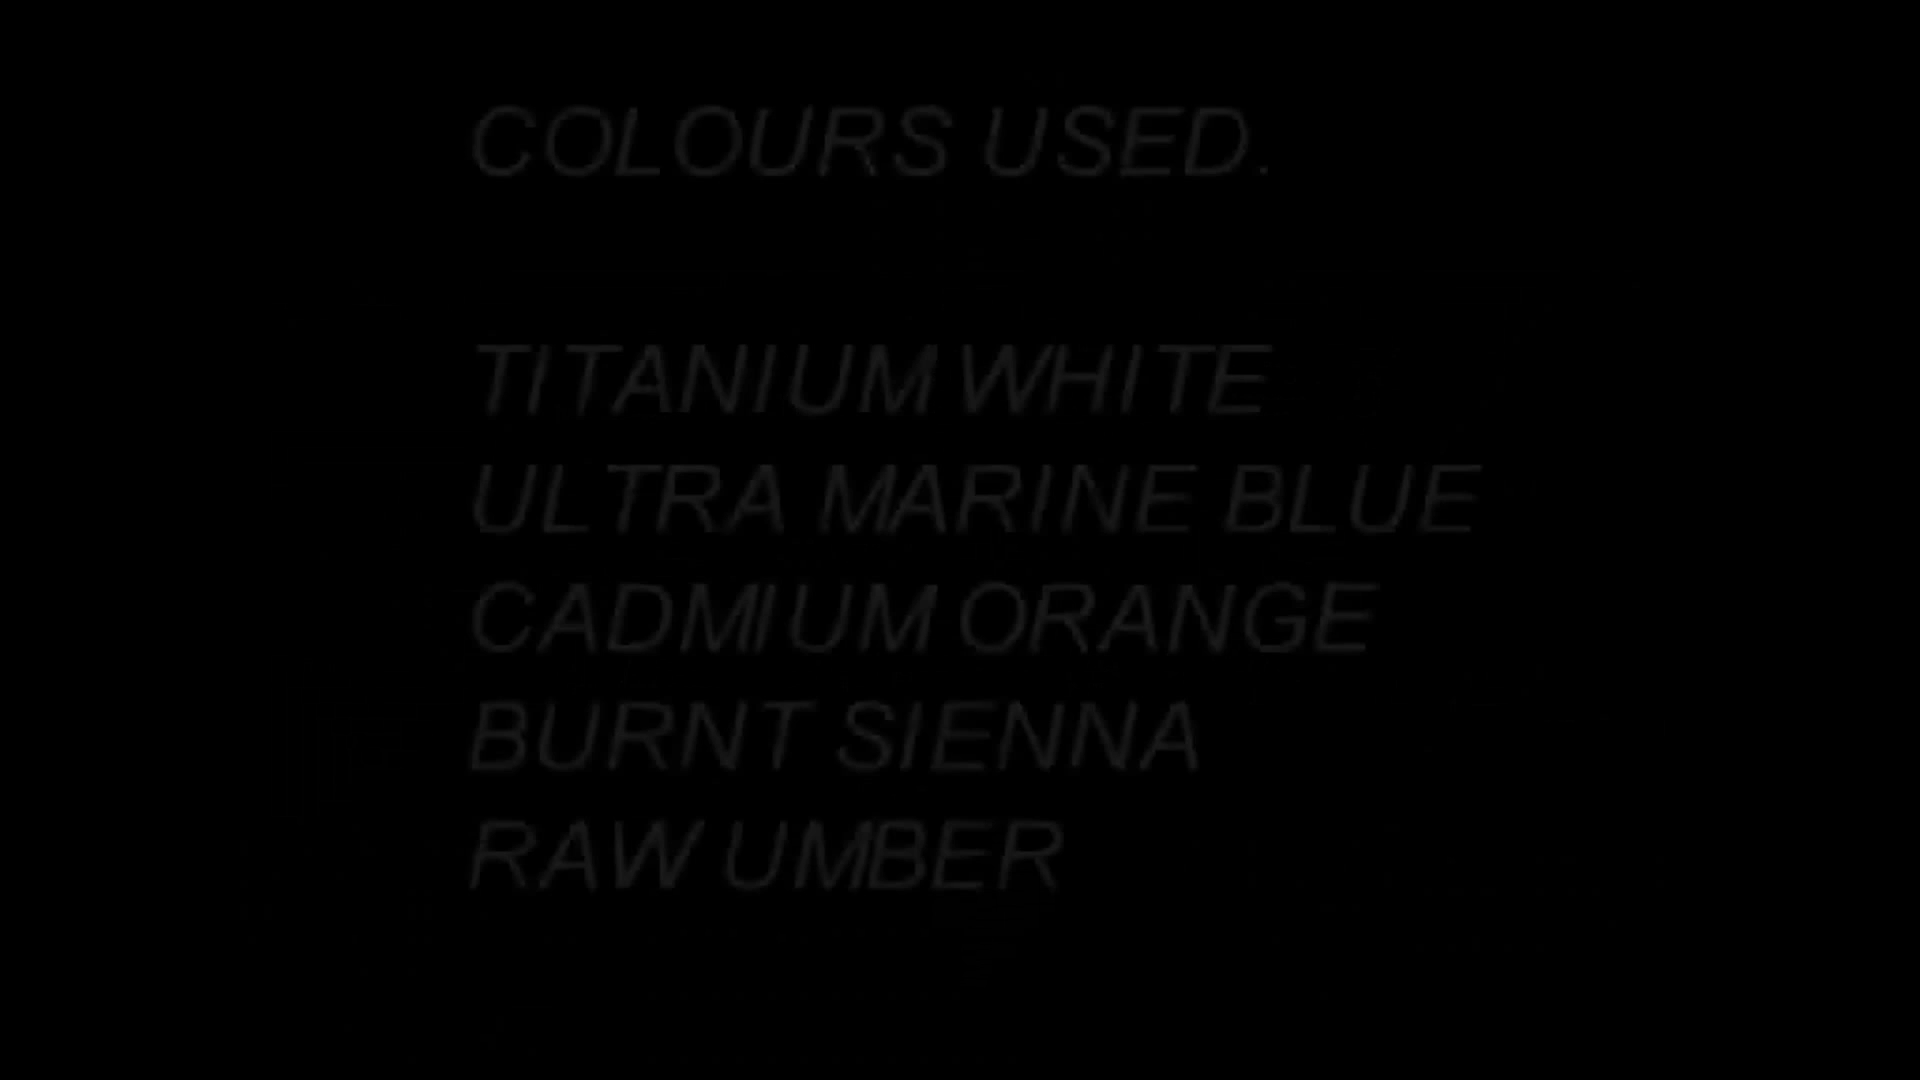 COLOURS USED.
TITANIUM WHITE
ULTRA MARINE BLUE
CADMIUM ORANGE
BURNT SIENNA
RAW UMBER